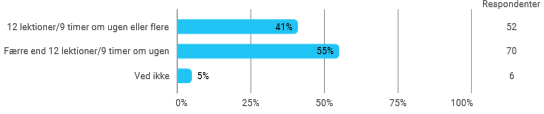 Respondenter
12 lektioner/9 timer om ugen eller flere 41% 52
Færre end 12 lektioner/9 timer om ugen 55% 70
Ved ikke 5% 6
0% 25% 50% 75% 100%